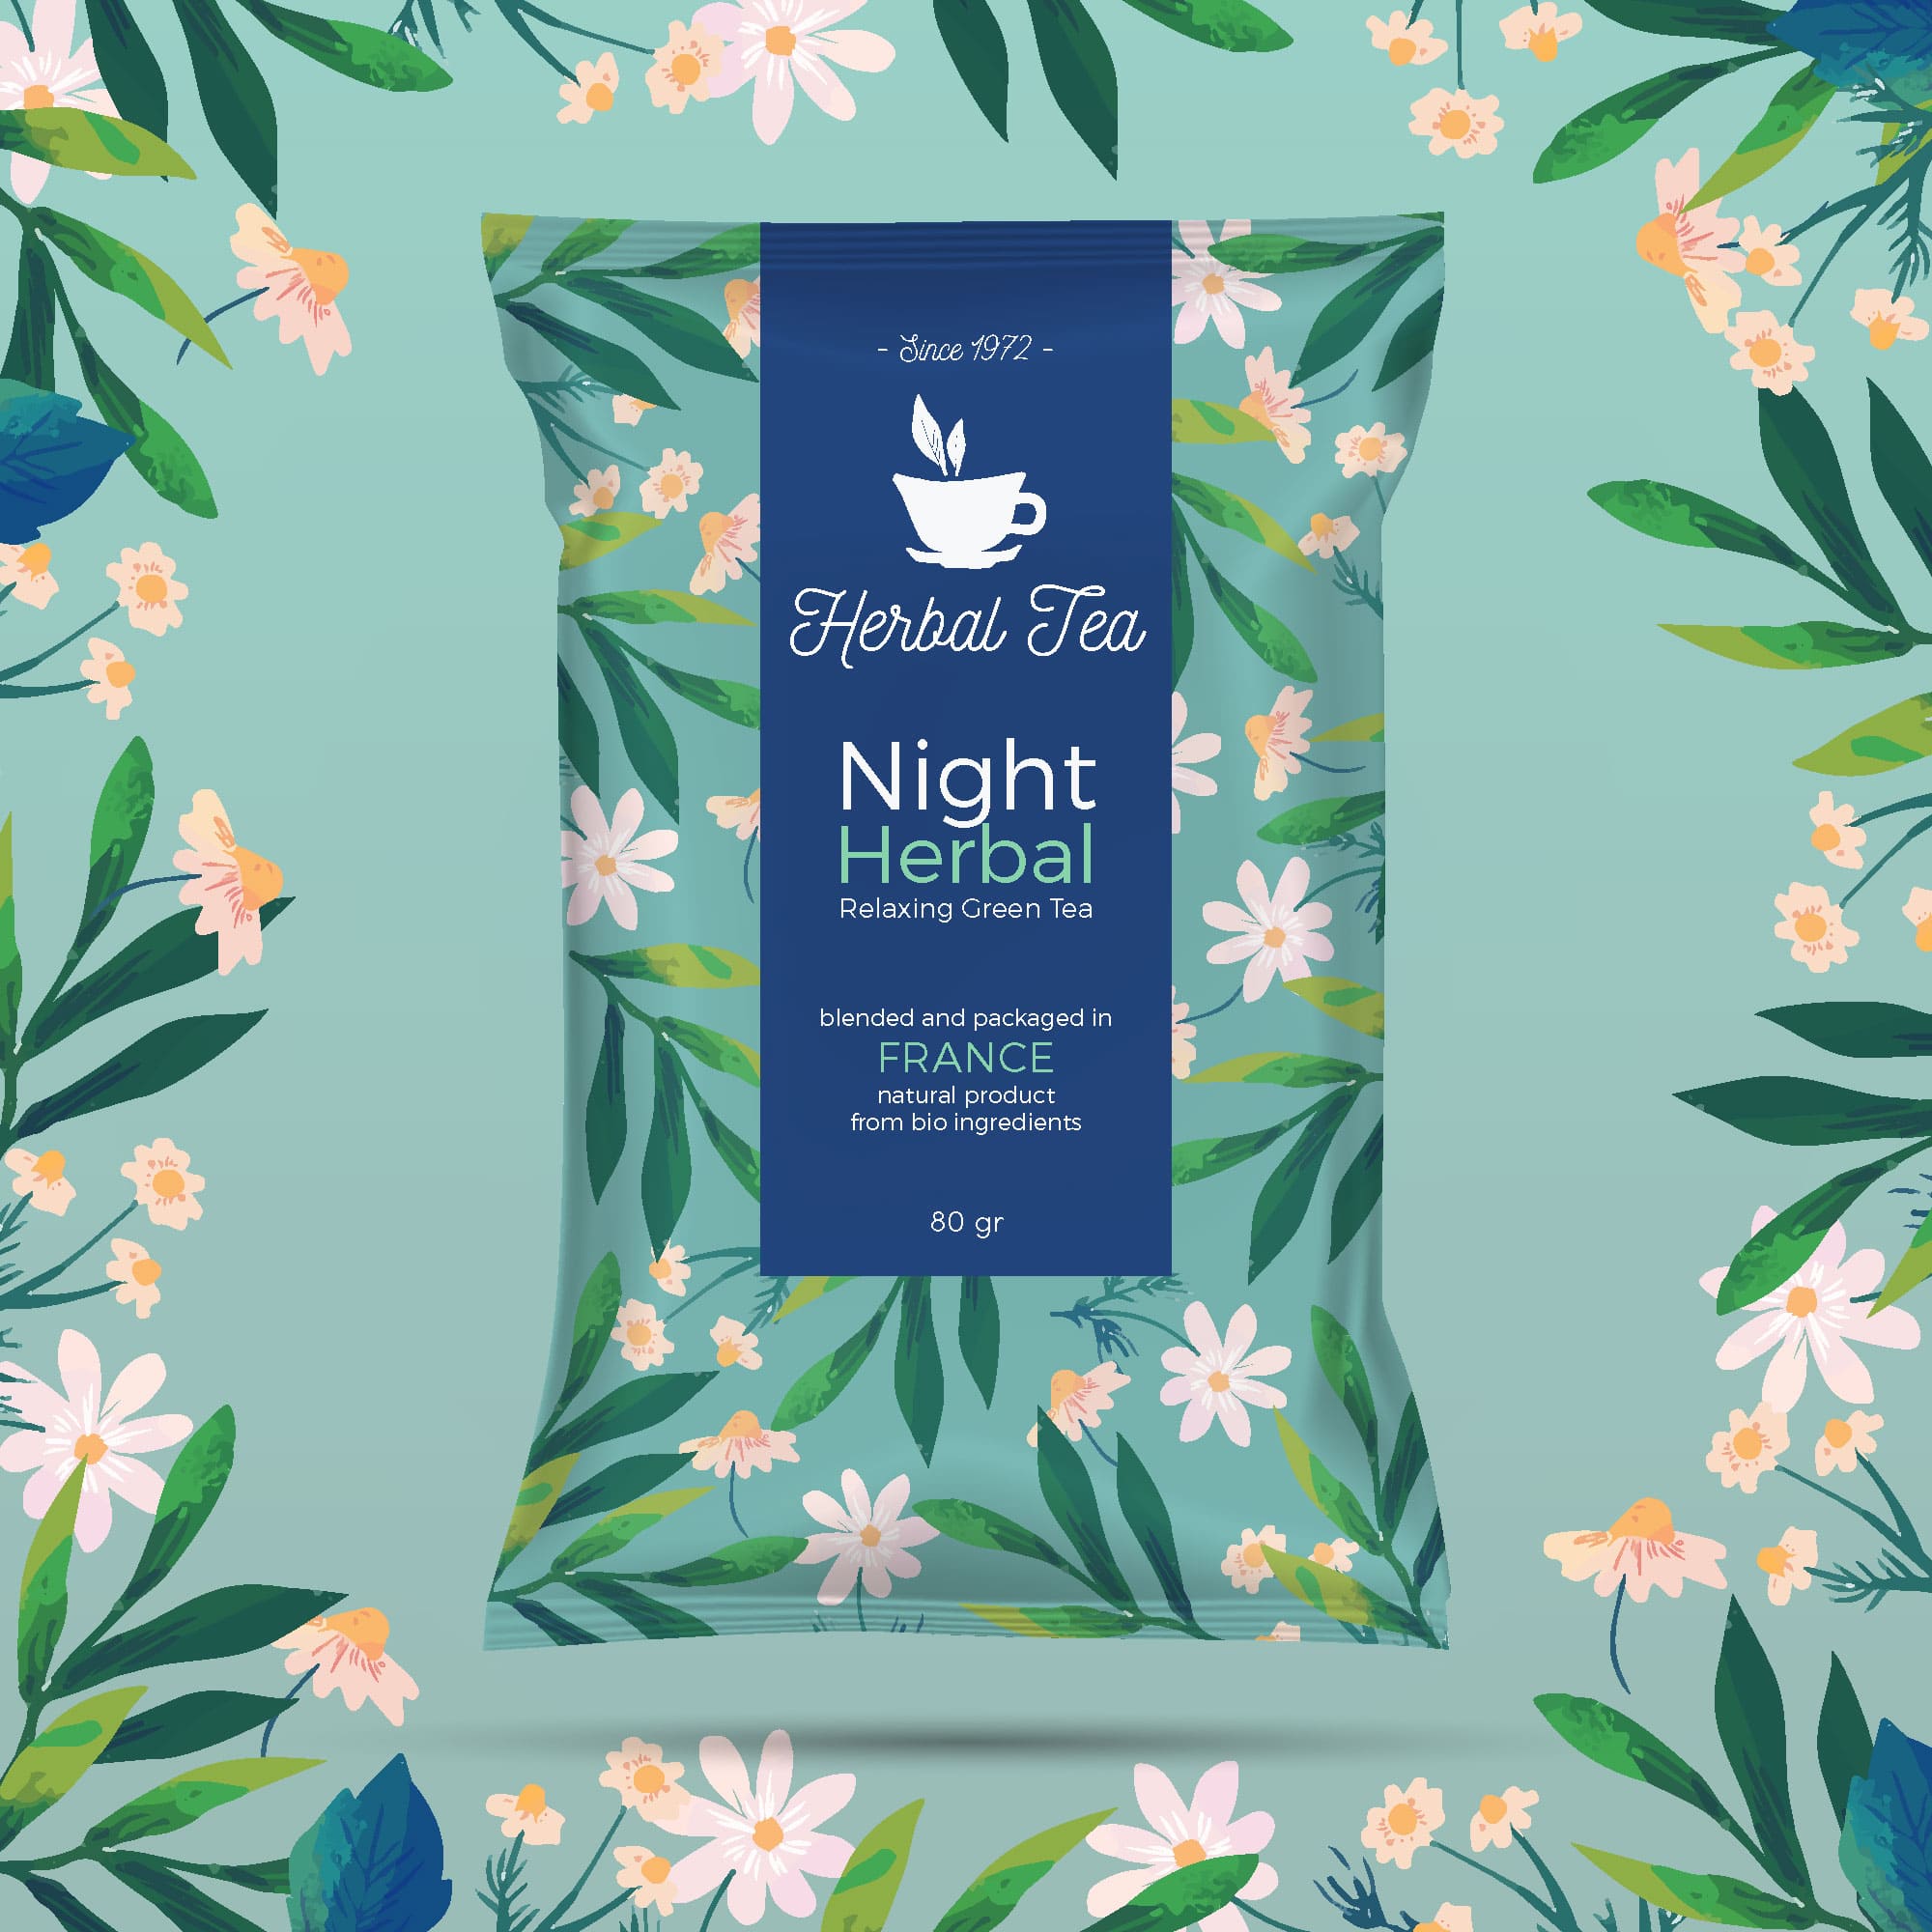 - Since 1972 -
Herbal Tea
Night
Herbal
Relaxing Green Tea
blended and packaged in
FRANCE
natural product
from bio ingredients
80 gr